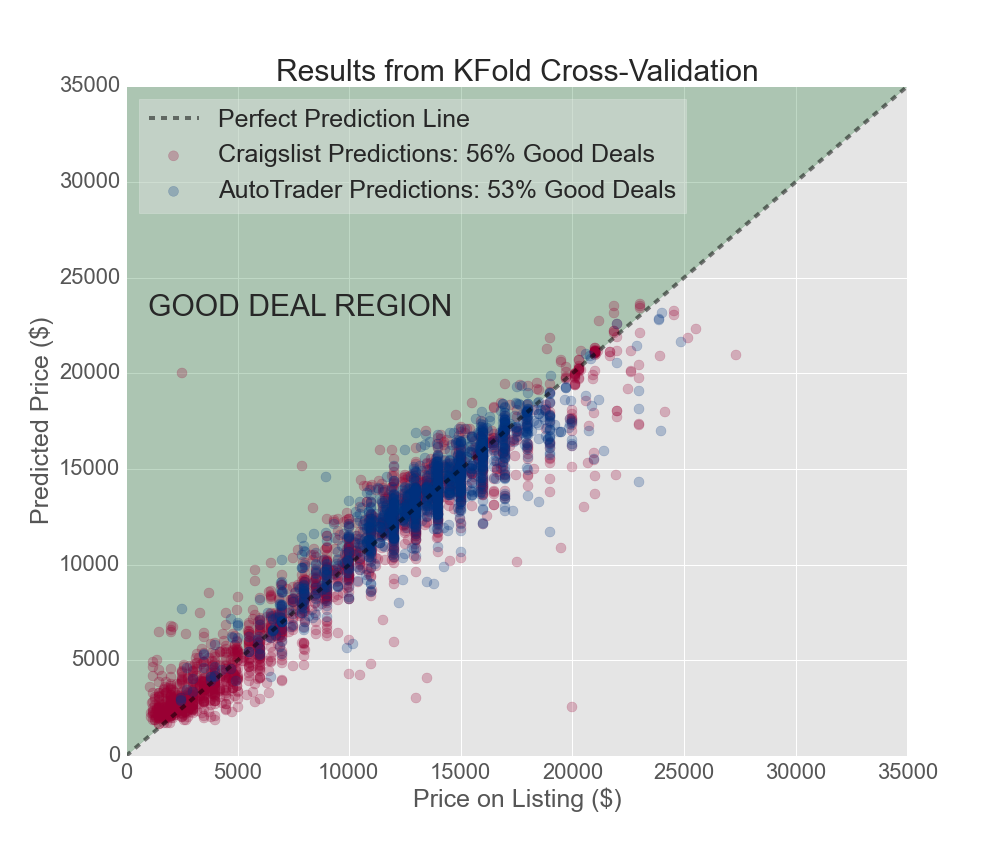 Results from KFold Cross-Validation
Perfect Prediction Line
Craigslist Predictions: 56% Good Deals
AutoTrader Predictions: 53% Good Deals
GOOD DEAL REGION
Predicted Price ($)
35000
30000
25000
20000
15000
10000
5000
0
0 5000 10000 15000 20000 25000 30000 35000
Price on Listing ($)